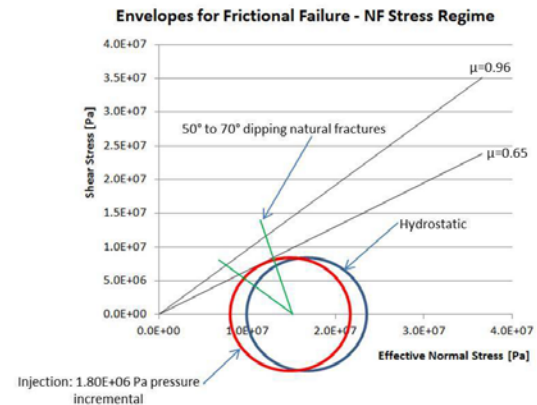 Envelopes for Frictional Failure - NF Stress Regime
4.0E+07
3.5E+07
3.0E+07
2.5E+07
2.0E+07
1.5E+07
1.0E+07
5.0E+06
0.0E+00
Shear Stress [Pa]
μ=0.96
50° to 70° dipping natural fractures
μ=0.65
Hydrostatic
0.0E+00 1.0E+07 2.0E+07 3.0E+07 4.0E+07
Effective Normal Stress [Pa]
Injection: 1.80E+06 Pa pressure
incremental